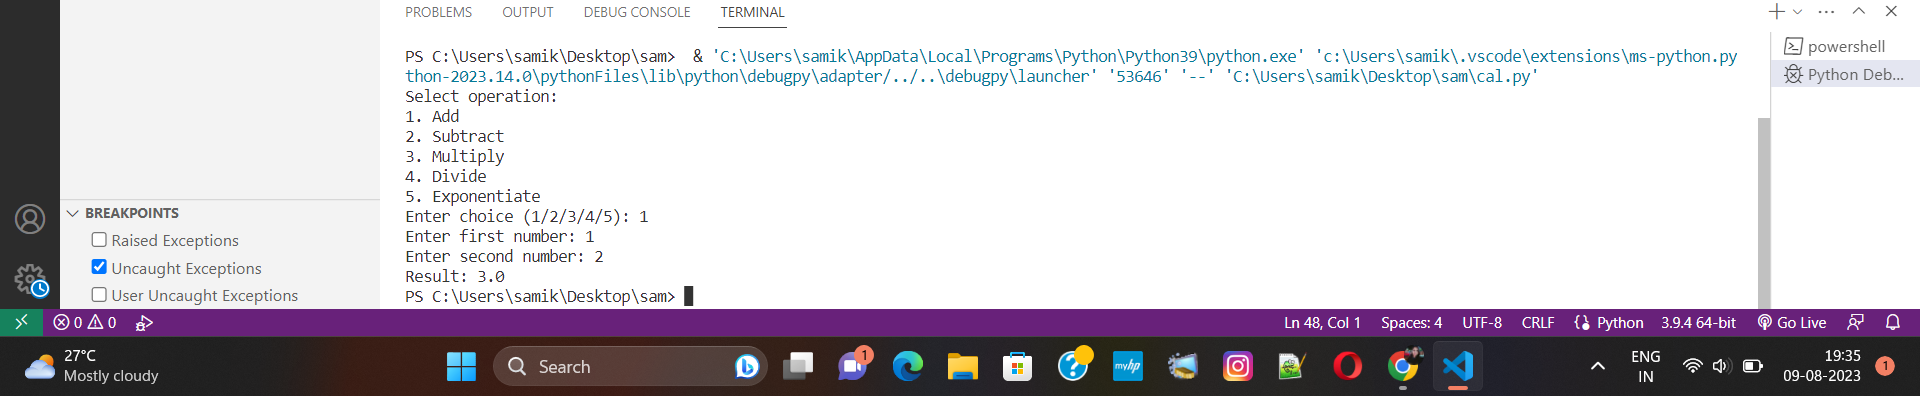 PROBLEMS OUTPUT DEBUG CONSOLE TERMINAL
PS C:\Users\samik\Desktop\sam>  & 'C:\Users\samik\AppData\Local\Programs\Python\Python39\python.exe' 'c:\Users\samik\.vscode\extensions\ms-python.py
thon-2023.14.0\pythonFiles\lib\python\debugpy\adapter/../..\debugpy\launcher' '53646' '--' 'C:\Users\samik\Desktop\sam\cal.py'
Select operation:
1. Add
2. Subtract
3. Multiply
4. Divide
5. Exponentiate
Enter choice (1/2/3/4/5): 1
Enter first number: 1
Enter second number: 2
Result: 3.0
PS C:\Users\samik\Desktop\sam>
powershell
Python Deb...
BREAKPOINTS
Raised Exceptions
Uncaught Exceptions
User Uncaught Exceptions
0 0
Ln 48, Col 1 Spaces: 4 UTF-8 CRLF Python 3.9.4 64-bit Go Live
27°C
Mostly cloudy
Search
1
myhp
ENG
IN
19:35
09-08-2023
1